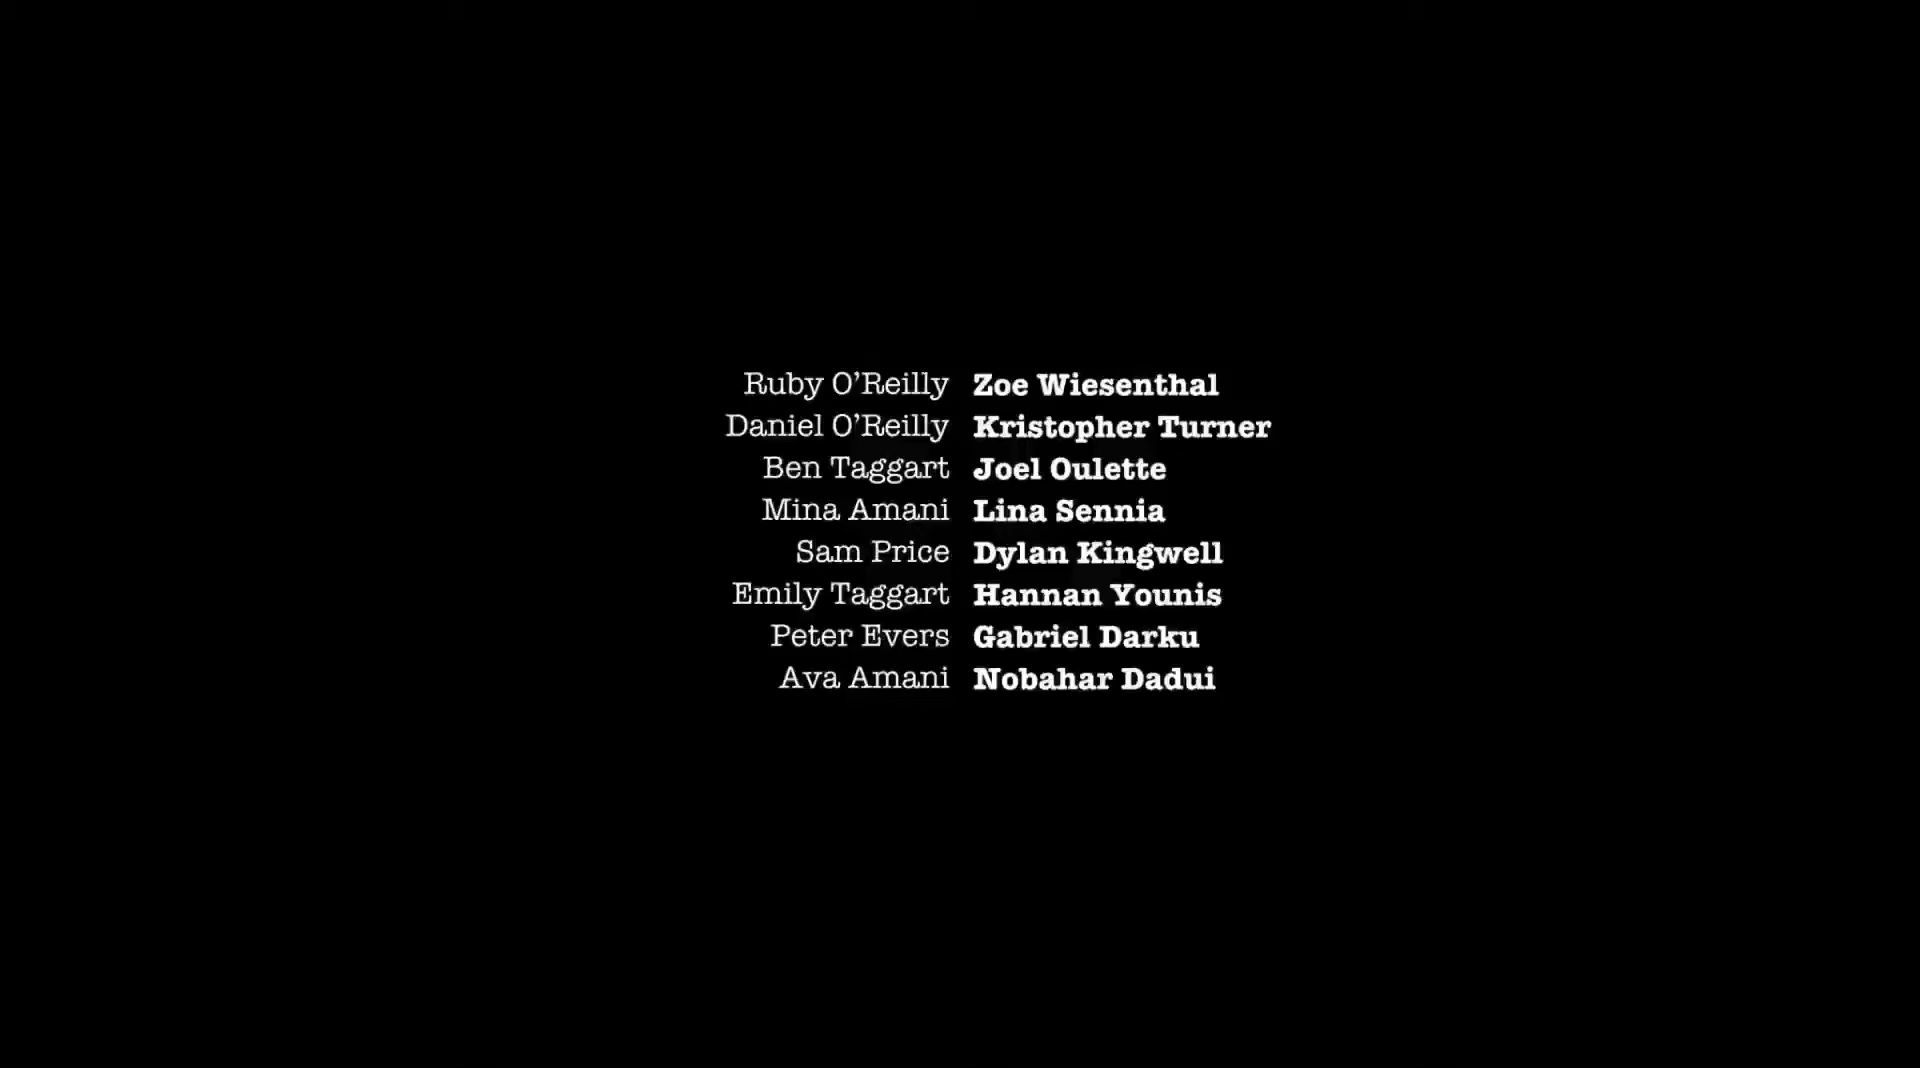 Ruby O’Reilly Zoe Wiesenthal
Daniel O’Reilly Kristopher Turner
Ben Taggart Joel Oulette
Mina Amani Lina Sennia
Sam Price Dylan Kingwell
Emily Taggart Hannan Younis
Peter Evers Gabriel Darku
Ava Amani Nobahar Dadui